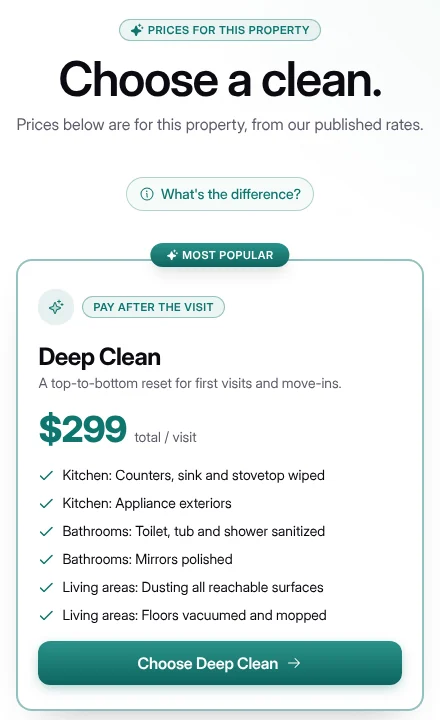 PRICES FOR THIS PROPERTY
Choose a clean.
Prices below are for this property, from our published rates.
What's the difference?
MOST POPULAR
PAY AFTER THE VISIT
Deep Clean
A top-to-bottom reset for first visits and move-ins.
$299 total / visit
Kitchen: Counters, sink and stovetop wiped
Kitchen: Appliance exteriors
Bathrooms: Toilet, tub and shower sanitized
Bathrooms: Mirrors polished
Living areas: Dusting all reachable surfaces
Living areas: Floors vacuumed and mopped
Choose Deep Clean